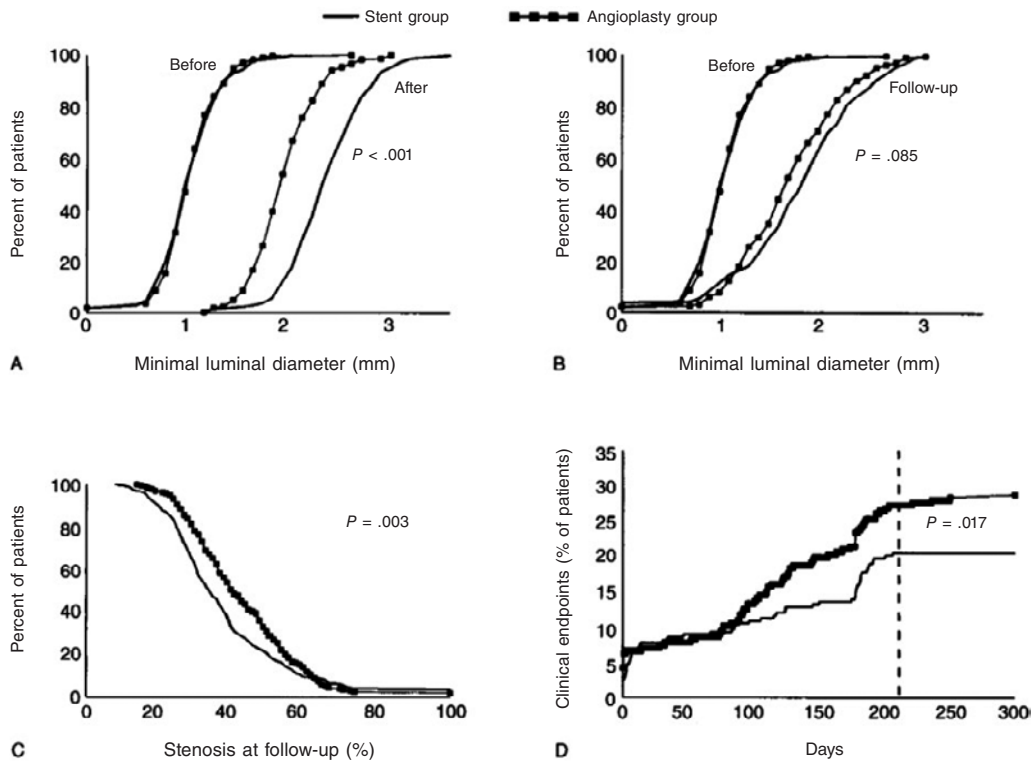 Stent group
Angioplasty group
100
80
60
40
20
0
Percent of patients
Before
After
P < .001
0 1 2 3
A
Minimal luminal diameter (mm)
100
80
60
40
20
0
Percent of patients
Before
Follow-up
P = .085
0 1 2 3
B
Minimal luminal diameter (mm)
100
80
60
40
20
0
Percent of patients
P = .003
0 20 40 60 80 100
C
Stenosis at follow-up (%)
35
30
25
20
15
10
5
0
Clinical endpoints (% of patients)
P = .017
0 50 100 150 200 250 300
D
Days